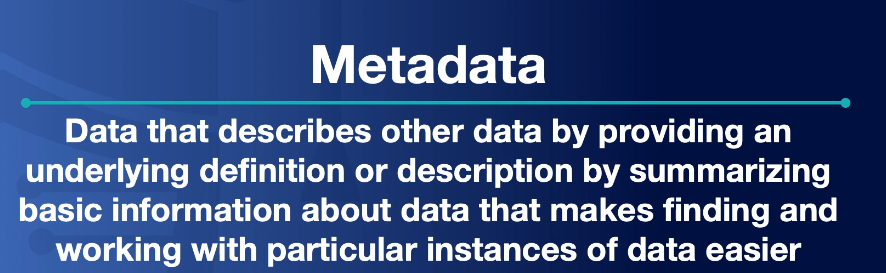 Metadata
Data that describes other data by providing an
underlying definition or description by summarizing
basic information about data that makes finding and
working with particular instances of data easier